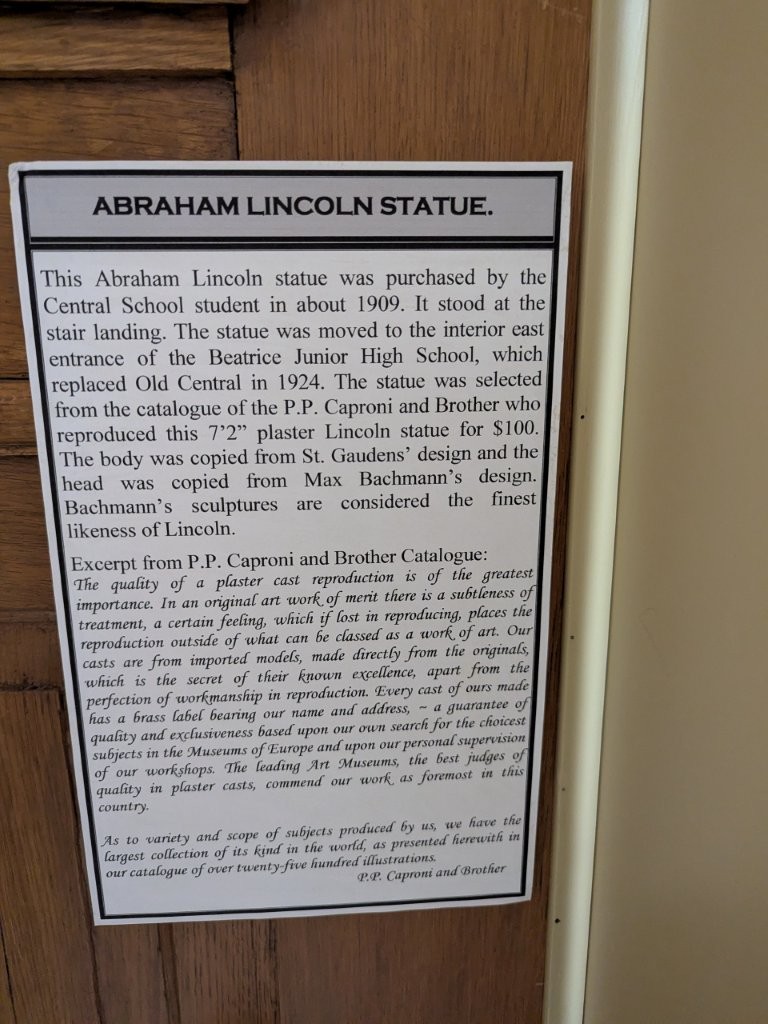 ABRAHAM LINCOLN STATUE.
This Abraham Lincoln statue was purchased by the
Central School student in about 1909. It stood at the
stair landing. The statue was moved to the interior east
entrance of the Beatrice Junior High School, which
replaced Old Central in 1924. The statue was selected
from the catalogue of the P.P. Caproni and Brother who
reproduced this 7'2” plaster Lincoln statue for $100.
The body was copied from St. Gaudens' design and the
head was copied from Max Bachmann's design.
Bachmann's sculptures are considered the finest
likeness of Lincoln.
Excerpt from P.P. Caproni and Brother Catalogue:
The quality of a plaster cast reproduction is of the greatest
importance. In an original art work of merit there is a subtleness of
treatment, a certain feeling, which if lost in reproducing, places the
reproduction outside of what can be classed as a work of art. Our
casts are from imported models, made directly from the originals,
which is the secret of their known excellence, apart from the
perfection of workmanship in reproduction. Every cast of ours made
has a brass label bearing our name and address, ~ a guarantee of
quality and exclusiveness based upon our own search for the choicest
subjects in the Museums of Europe and upon our personal supervision
of our workshops. The leading Art Museums, the best judges of
quality in plaster casts, commend our work as foremost in this
country.
As to variety and scope of subjects produced by us, we have the
largest collection of its kind in the world, as presented herewith in
our catalogue of over twenty-five hundred illustrations.
P.P. Caproni and Brother